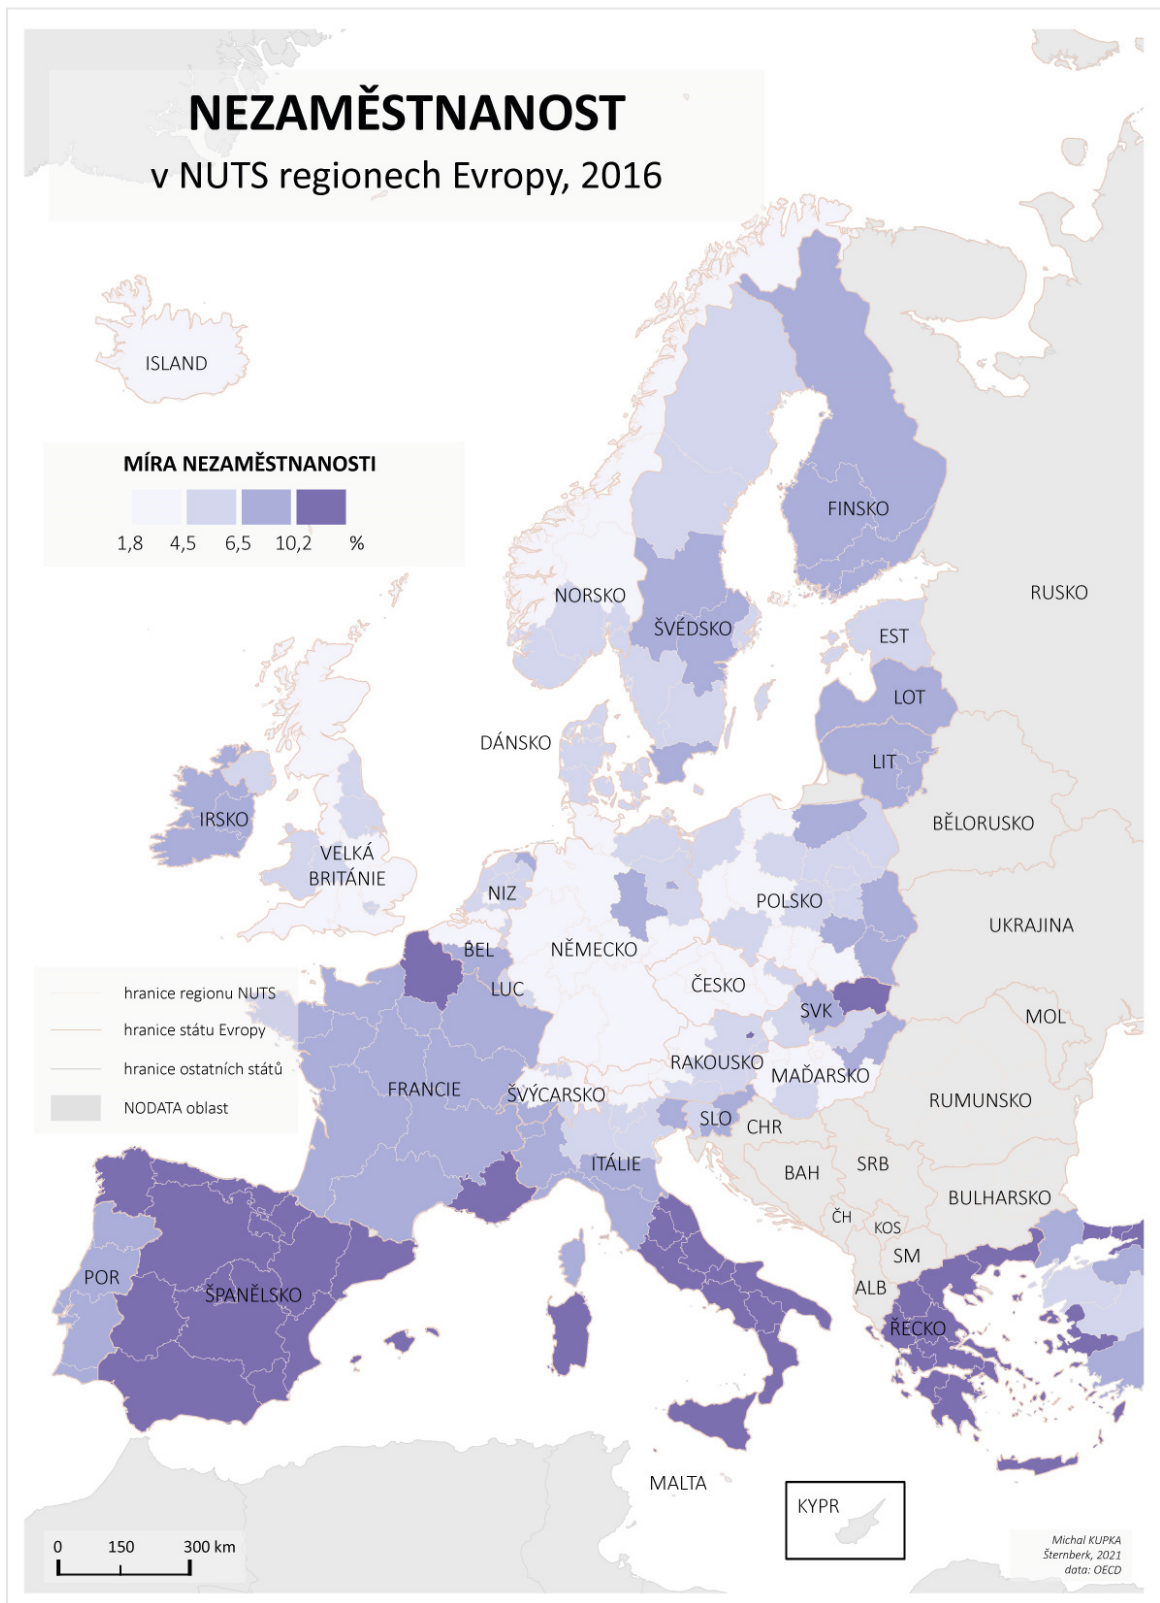 NEZAMĚSTNANOST
v NUTS regionech Evropy, 2016
ISLAND
MÍRA NEZAMĚSTNANOSTI
1,8 4,5 6,5 10,2 %
FINSKO
NORSKO
RUSKO
ŠVÉDSKO
EST
LOT
DÁNSKO
LIT
IRSKO
BĚLORUSKO
VELKÁ
BRITÁNIE
NIZ
POLSKO
UKRAJINA
BEL
NĚMECKO
ČESKO
LUC
hranice regionu NUTS
SVK
MOL
hranice státu Evropy
RAKOUSKO
hranice ostatních států
MAĎARSKO
FRANCIE
ŠVÝCARSKO
RUMUNSKO
NODATA oblast
SLO
CHR
ITÁLIE
BAH
SRB
BULHARSKO
ČH
KOS
SM
POR
ŠPANĚLSKO
ALB
ŘECKO
MALTA
KYPR
0 150 300 km
Michal KUPKA
Šternberk, 2021
data: OECD